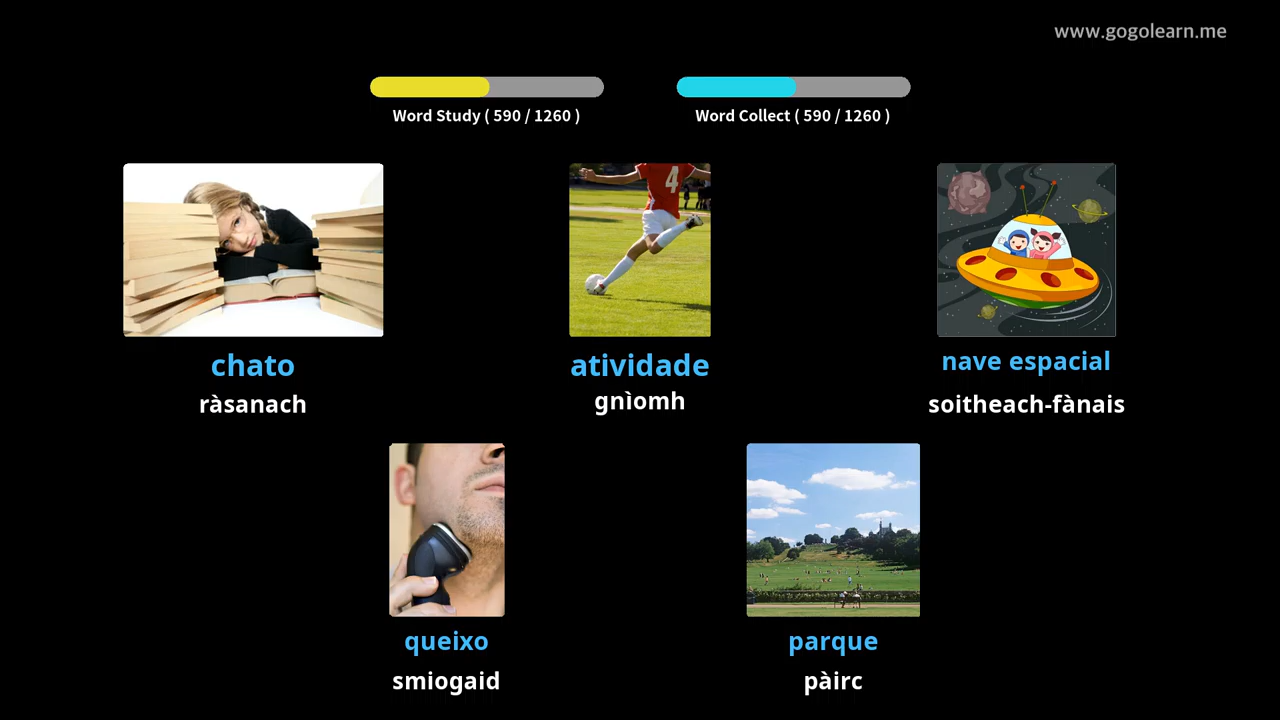 www.gogolearn.me
Word Study ( 590 / 1260 )
Word Collect ( 590 / 1260 )
4
chato
ràsanach
atividade
gnìomh
nave espacial
soitheach-fànais
queixo
smiogaid
parque
pàirc